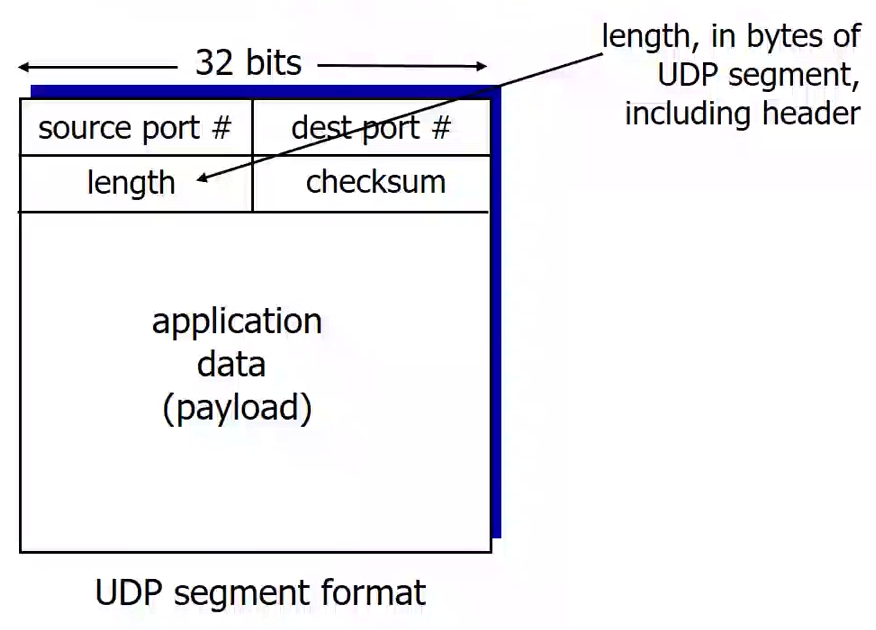 32 bits
length, in bytes of
UDP segment,
including header
source port #
dest port #
length
checksum
application
data
(payload)
UDP segment format